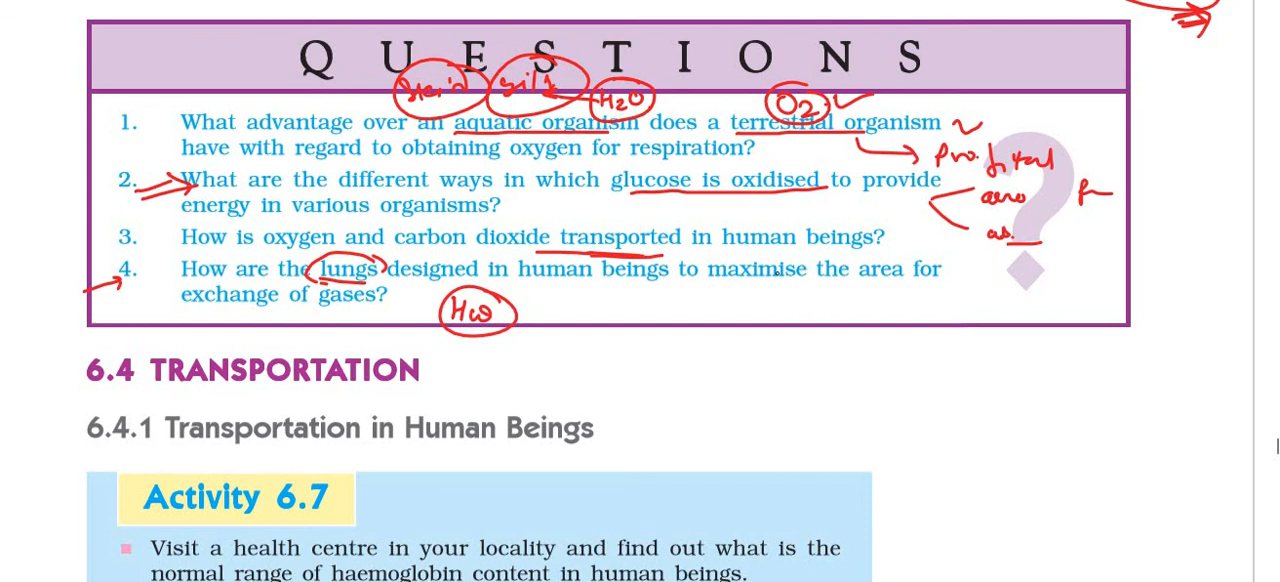 QUESTIONS
H2O
O2
1. What advantage over an aquatic organism does a terrestrial organism
have with regard to obtaining oxygen for respiration?
2. What are the different ways in which glucose is oxidised to provide
energy in various organisms?
3. How is oxygen and carbon dioxide transported in human beings?
4. How are the lungs designed in human beings to maximise the area for
exchange of gases?
6.4 TRANSPORTATION
6.4.1 Transportation in Human Beings
Activity 6.7
Visit a health centre in your locality and find out what is the
normal range of haemoglobin content in human beings.